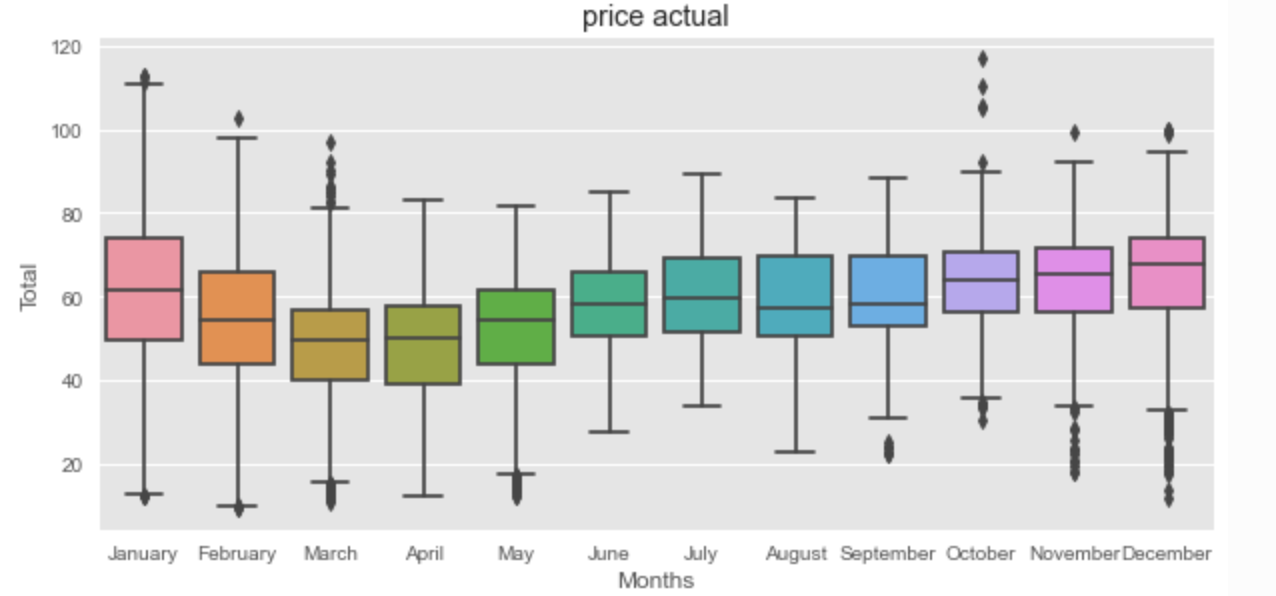 price actual
120
100
80
60
40
20
Total
January February March April May June July August September October November December
Months